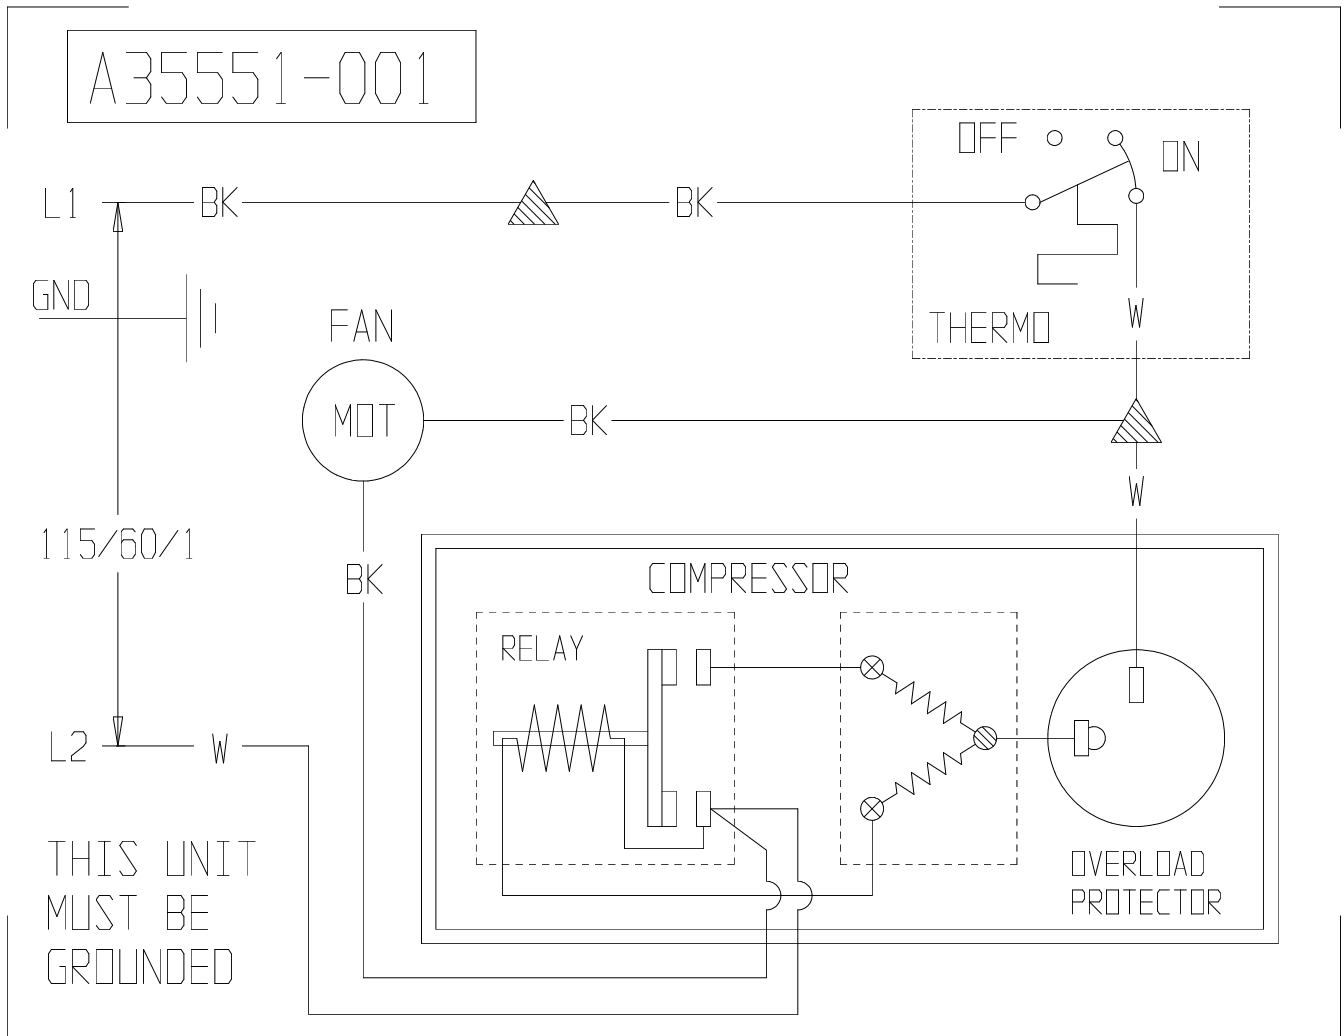 A35551-001
OFF
ON
L1
BK
BK
GND
THERMO
W
FAN
MOT
BK
W
115/60/1
BK
COMPRESSOR
RELAY
L2
W
THIS UNIT
MUST BE
GROUNDED
OVERLOAD
PROTECTOR